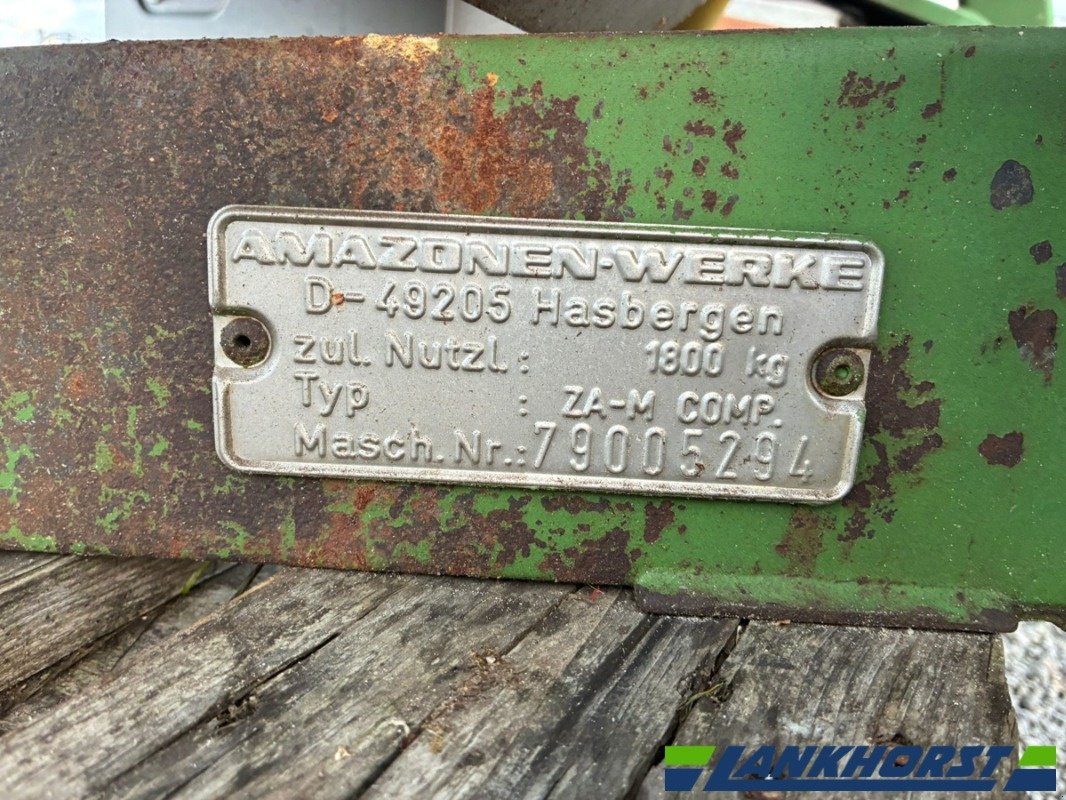 AMAZONEN-WERKE
D-49205 Hasbergen
zul. Nutzl.: 1800 kg
Typ : ZA-M COMP.
Masch. Nr.: 79005294
LANKHORST